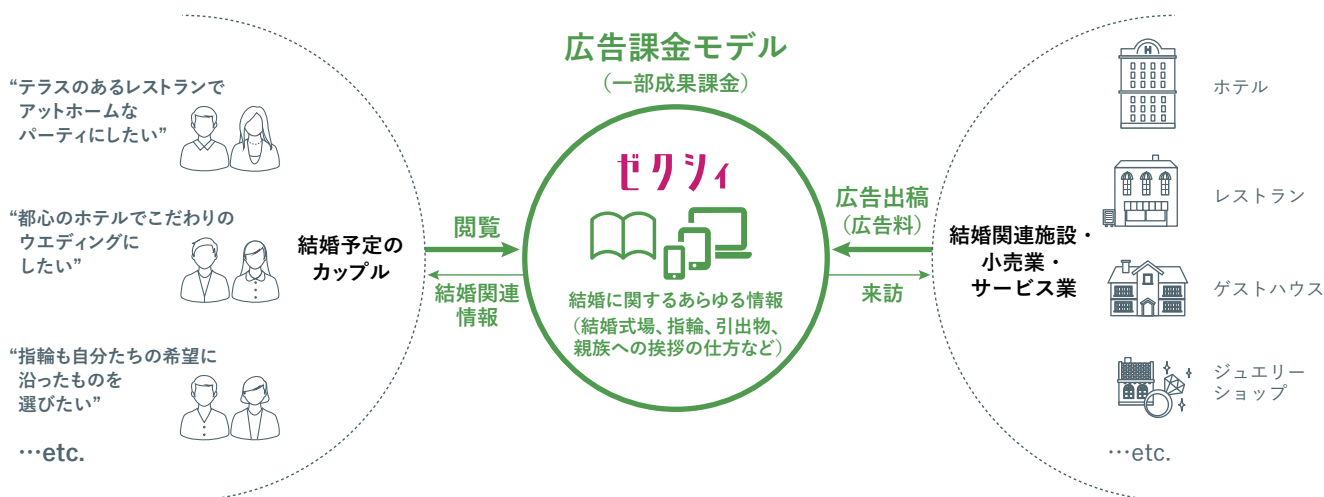 広告課金モデル
（一部成果課金）
“テラスのあるレストランで
アットホームな
パーティにしたい”
“都心のホテルでこだわりの
ウエディングに
したい”
“指輪も自分たちの希望に
沿ったものを
選びたい”
…etc.
結婚予定の
カップル
閲覧
結婚関連
情報
ゼクシィ
結婚に関するあらゆる情報
（結婚式場、指輪、引出物、
親族への挨拶の仕方など）
広告出稿
（広告料）
来訪
結婚関連施設・
小売業・
サービス業
H
ホテル
レストラン
ゲストハウス
ジュエリー
ショップ
…etc.